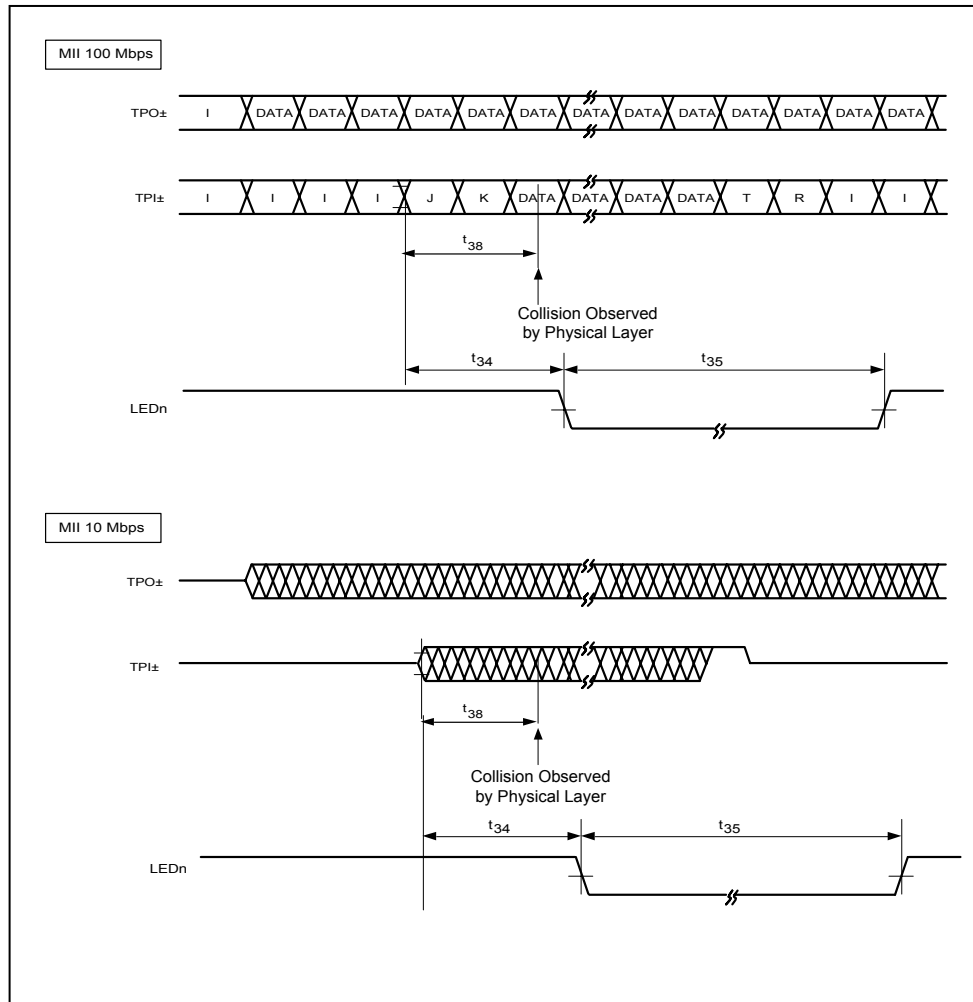 MII 100 Mbps
TPO± I DATA DATA DATA DATA DATA DATA DATA DATA DATA DATA DATA DATA DATA
TPI± I I I I J K DATA DATA DATA DATA T R I I
t38
Collision Observed
by Physical Layer
t34 t35
LEDn
MII 10 Mbps
TPO±
TPI±
t38
Collision Observed
by Physical Layer
t34 t35
LEDn